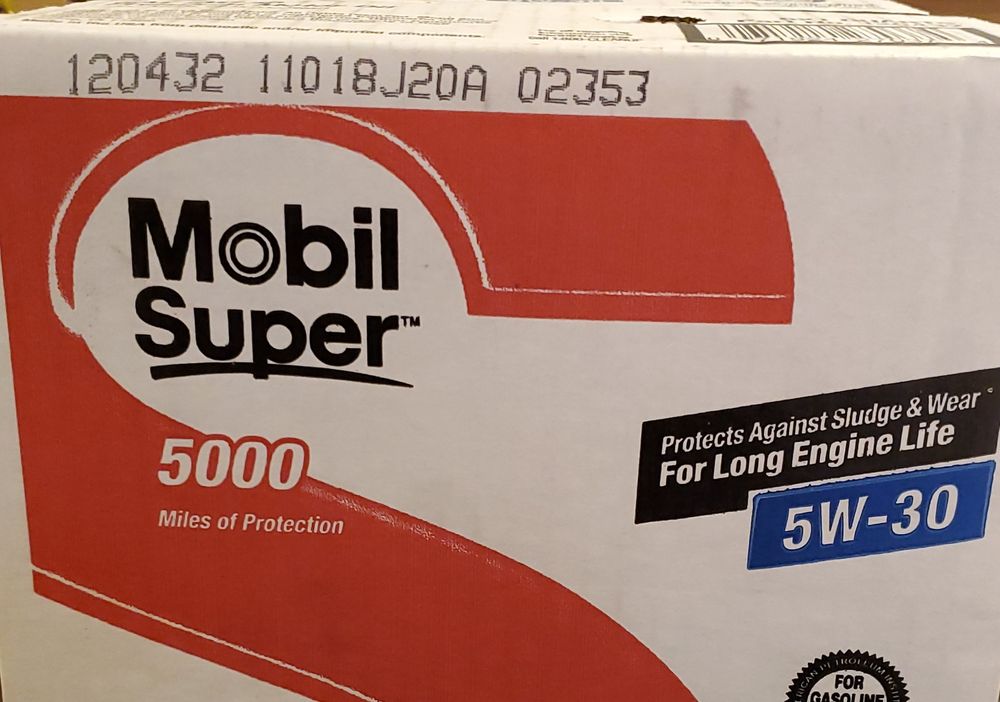 120432 11018J20A 02353
Mobil
Super™
5000
Miles of Protection
Protects Against Sludge & Wear
For Long Engine Life
5W-30
FOR
GASOLINE